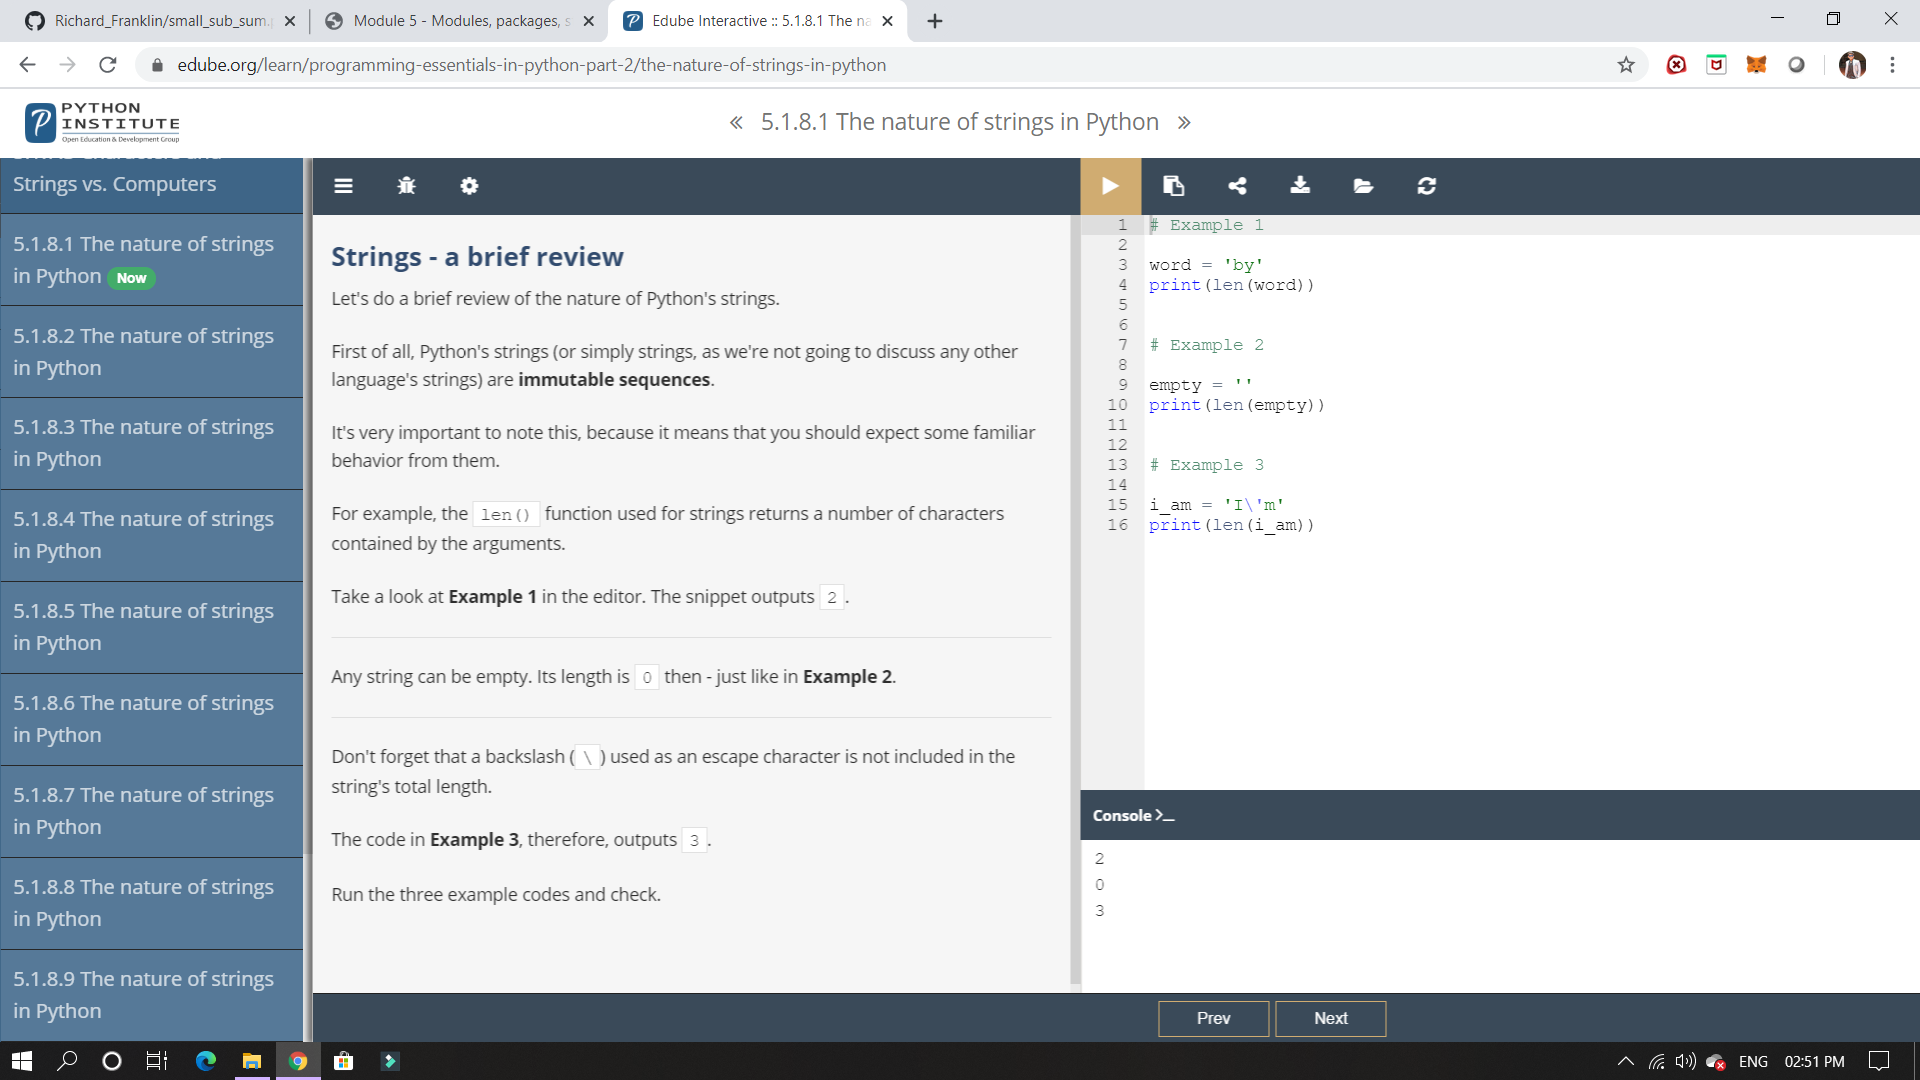 Richard_Franklin/small_sub_sum.
Module 5 - Modules, packages, s
Edube Interactive :: 5.1.8.1 The na
edube.org/learn/programming-essentials-in-python-part-2/the-nature-of-strings-in-python
PYTHON
INSTITUTE
Open Education & Development Group
« 5.1.8.1 The nature of strings in Python »
Strings vs. Computers
5.1.8.1 The nature of strings
in Python Now
5.1.8.2 The nature of strings
in Python
5.1.8.3 The nature of strings
in Python
5.1.8.4 The nature of strings
in Python
5.1.8.5 The nature of strings
in Python
5.1.8.6 The nature of strings
in Python
5.1.8.7 The nature of strings
in Python
5.1.8.8 The nature of strings
in Python
5.1.8.9 The nature of strings
in Python
Strings - a brief review
Let's do a brief review of the nature of Python's strings.
First of all, Python's strings (or simply strings, as we're not going to discuss any other
language's strings) are immutable sequences.
It's very important to note this, because it means that you should expect some familiar
behavior from them.
For example, the len() function used for strings returns a number of characters
contained by the arguments.
Take a look at Example 1 in the editor. The snippet outputs 2.
Any string can be empty. Its length is 0 then - just like in Example 2.
Don't forget that a backslash (\) used as an escape character is not included in the
string's total length.
The code in Example 3, therefore, outputs 3.
Run the three example codes and check.
1 # Example 1
2
3 word = 'by'
4 print(len(word))
5
6
7 # Example 2
8
9 empty = ''
10 print(len(empty))
11
12
13 # Example 3
14
15 i_am = 'I\'m'
16 print(len(i_am))
Console >_
2
0
3
Prev
Next
ENG
02:51 PM